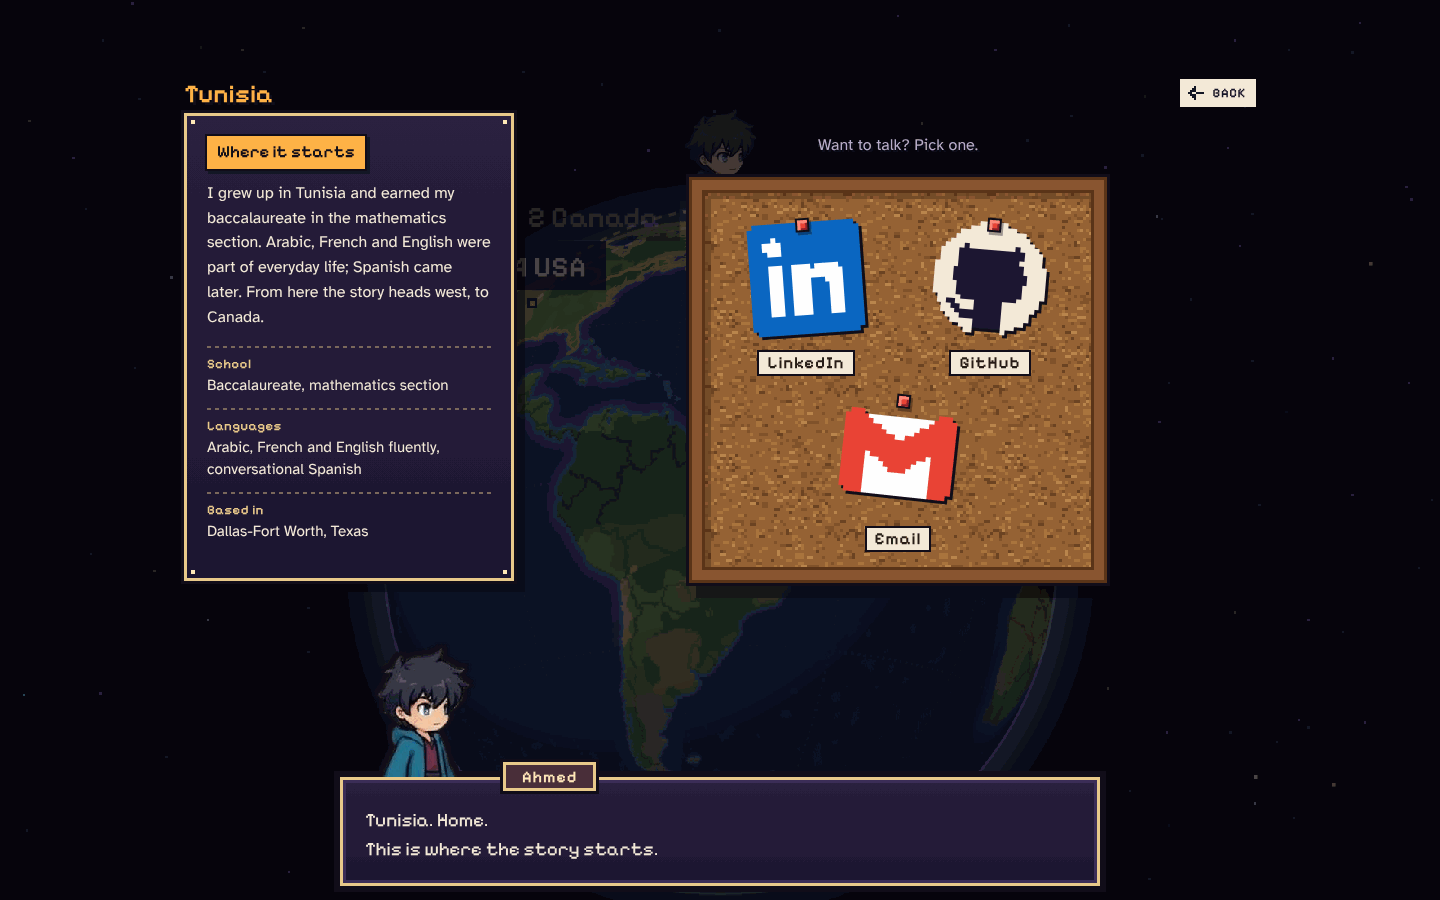 Tunisia
BACK
Where it starts
I grew up in Tunisia and earned my
baccalaureate in the mathematics
section. Arabic, French and English were
part of everyday life; Spanish came
later. From here the story heads west, to
Canada.
School
Baccalaureate, mathematics section
Languages
Arabic, French and English fluently,
conversational Spanish
Based in
Dallas-Fort Worth, Texas
2 Canada
USA
Want to talk? Pick one.
in
LinkedIn
GitHub
Email
Ahmed
Tunisia. Home.
This is where the story starts.